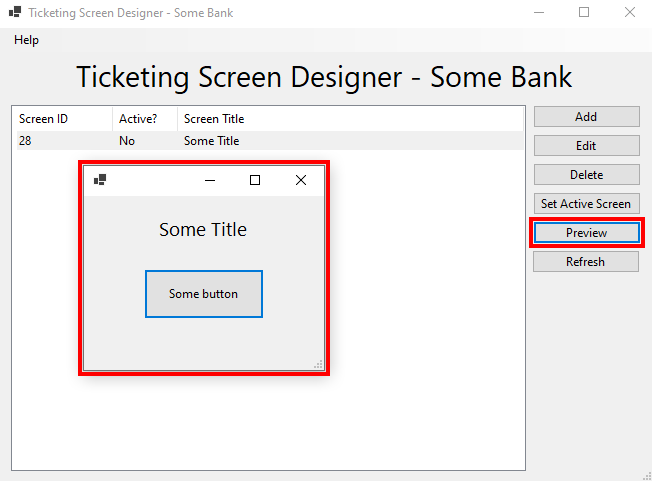 Ticketing Screen Designer - Some Bank
Help
Ticketing Screen Designer - Some Bank
Screen ID Active? Screen Title
28 No Some Title
Some Title
Some button
Add
Edit
Delete
Set Active Screen
Preview
Refresh